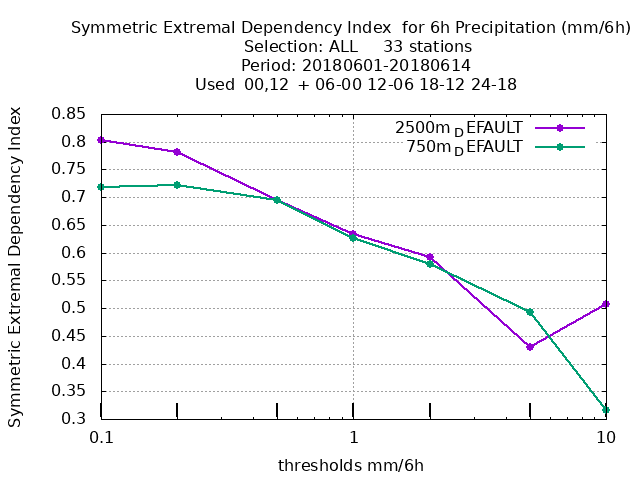 Symmetric Extremal Dependency Index  for 6h Precipitation (mm/6h)
Selection: ALL     33 stations
Period: 20180601-20180614
Used  00,12  + 06-00 12-06 18-12 24-18
2500m_DEFAULT
750m_DEFAULT
Symmetric Extremal Dependency Index
0.85
0.8
0.75
0.7
0.65
0.6
0.55
0.5
0.45
0.4
0.35
0.3
0.1 1 10
thresholds mm/6h